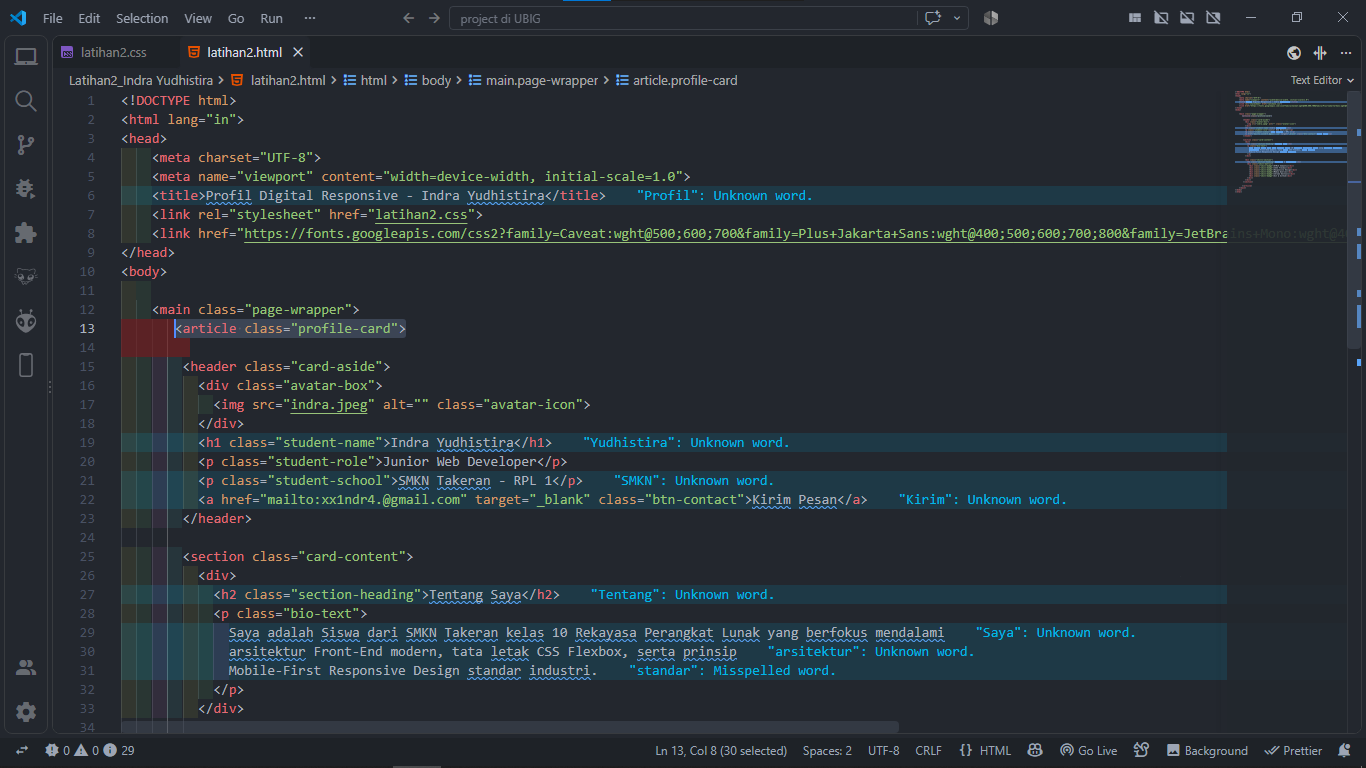 File Edit Selection View Go Run ··· project di UBIG
latihan2.css latihan2.html
Latihan2_Indra Yudhistira > latihan2.html > html > body > main.page-wrapper > article.profile-card Text Editor
1 <!DOCTYPE html>
2 <html lang="in">
3 <head>
4 <meta charset="UTF-8">
5 <meta name="viewport" content="width=device-width, initial-scale=1.0">
6 <title>Profil Digital Responsive - Indra Yudhistira</title> "Profil": Unknown word.
7 <link rel="stylesheet" href="latihan2.css">
8 <link href="https://fonts.googleapis.com/css2?family=Caveat:wght@500;600;700&family=Plus+Jakarta+Sans:wght@400;500;600;700;800&family=JetBrains+Mono:wght@40
9 </head>
10 <body>
11
12 <main class="page-wrapper">
13 <article class="profile-card">
14
15 <header class="card-aside">
16 <div class="avatar-box">
17 <img src="indra.jpeg" alt="" class="avatar-icon">
18 </div>
19 <h1 class="student-name">Indra Yudhistira</h1> "Yudhistira": Unknown word.
20 <p class="student-role">Junior Web Developer</p>
21 <p class="student-school">SMKN Takeran - RPL 1</p> "SMKN": Unknown word.
22 <a href="mailto:xx1ndr4.@gmail.com" target="_blank" class="btn-contact">Kirim Pesan</a> "Kirim": Unknown word.
23 </header>
24
25 <section class="card-content">
26 <div>
27 <h2 class="section-heading">Tentang Saya</h2> "Tentang": Unknown word.
28 <p class="bio-text">
29 Saya adalah Siswa dari SMKN Takeran kelas 10 Rekayasa Perangkat Lunak yang berfokus mendalami "Saya": Unknown word.
30 arsitektur Front-End modern, tata letak CSS Flexbox, serta prinsip "arsitektur": Unknown word.
31 Mobile-First Responsive Design standar industri. "standar": Misspelled word.
32 </p>
33 </div>
34
0 0 29 Ln 13, Col 8 (30 selected) Spaces: 2 UTF-8 CRLF {} HTML Go Live Background Prettier